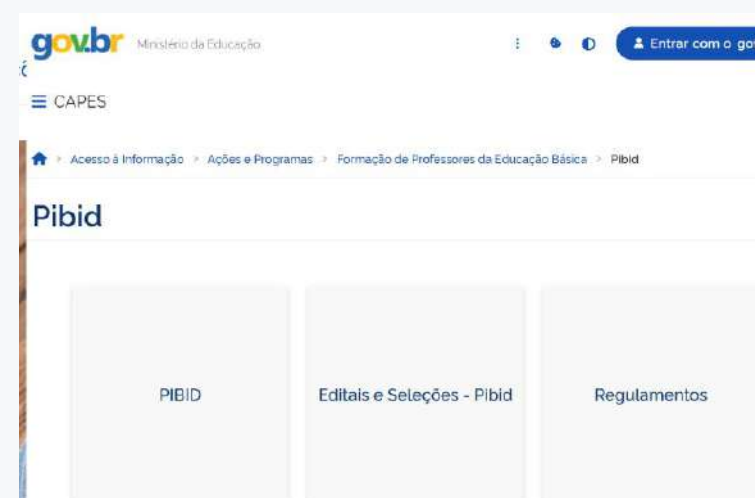 gov.br Ministério da Educação Entrar com o gov
CAPES
Acesso à Informação > Ações e Programas > Formação de Professores da Educação Básica > Pibid
Pibid
PIBID Editais e Seleções - Pibid Regulamentos